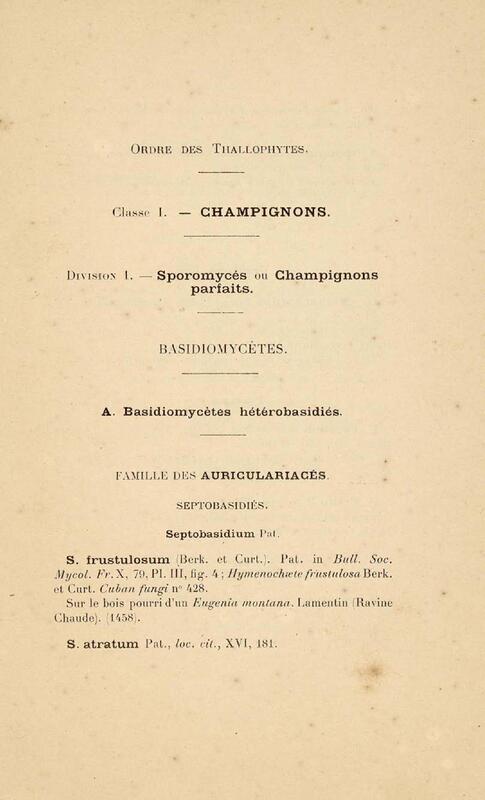 ORDRE DES THALLOPHYTES.
Classe I. — CHAMPIGNONS.
DIVISION I. — Sporomycés ou Champignons
parfaits.
BASIDIOMYCÈTES.
A. Basidiomycètes hétérobasidiés.
FAMILLE DES AURICULARIACÉS.
SEPTOBASIDIÉS.
Septobasidium Pat.
S. frustulosum (Berk. et Curt.). Pat. in Bull. Soc.
Mycol. Fr. X, 79, Pl. III, fig. 4 ; Hymenochæte frustulosa Berk.
et Curt. Cuban fungi n° 428.
Sur le bois pourri d'un Eugenia montana. Lamentin (Ravine
Chaude). (1458).
S. atratum Pat., loc. cit., XVI, 181.